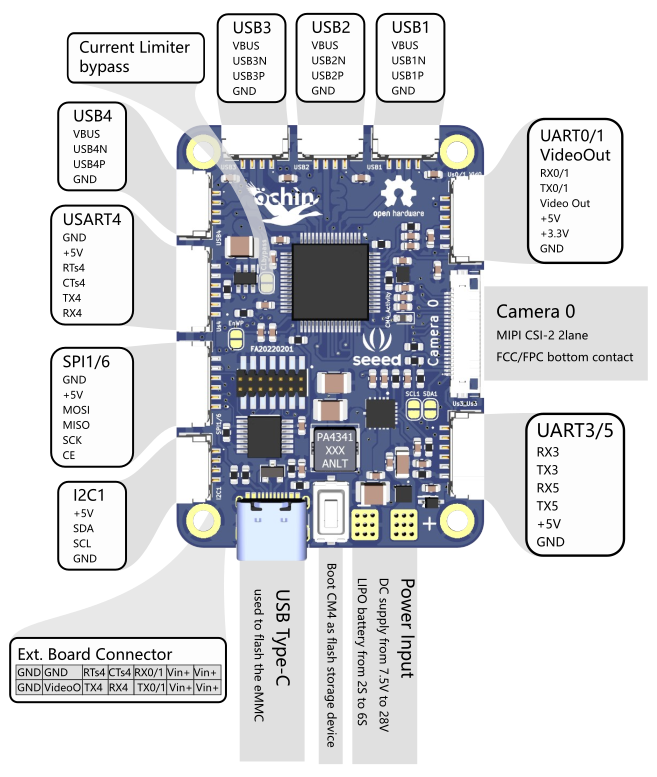 USB3
VBUS
USB3N
USB3P
GND
USB2
VBUS
USB2N
USB2P
GND
USB1
VBUS
USB1N
USB1P
GND
Current Limiter
bypass
USB4
VBUS
USB4N
USB4P
GND
USART4
GND
+5V
RTs4
CTs4
TX4
RX4
SPI1/6
GND
+5V
MOSI
MISO
SCK
CE
I2C1
+5V
SDA
SCL
GND
UART0/1
VideoOut
RX0/1
TX0/1
Video Out
+5V
+3.3V
GND
Camera 0
MIPI CSI-2 2lane
FCC/FPC bottom contact
UART3/5
RX3
TX3
RX5
TX5
+5V
GND
USB3
USB2
USB1
öchin
open hardware
USB4
Us4
EnWP
FA20220201
CM4_Activity
Camera 0
seeed
SCL1 SDA1
Us3_Us5
SPI1/6
I2C1
PA4341
XXX
ANLT
+
Ext. Board Connector
GND GND RTs4 CTs4 RX0/1 Vin+ Vin+
GND VideoO TX4 RX4 TX0/1 Vin+ Vin+
USB Type-C
used to flash the eMMC
Boot CM4 as flash storage device
Power Input
DC supply from 7.5V to 28V
LIPO battery from 2S to 6S